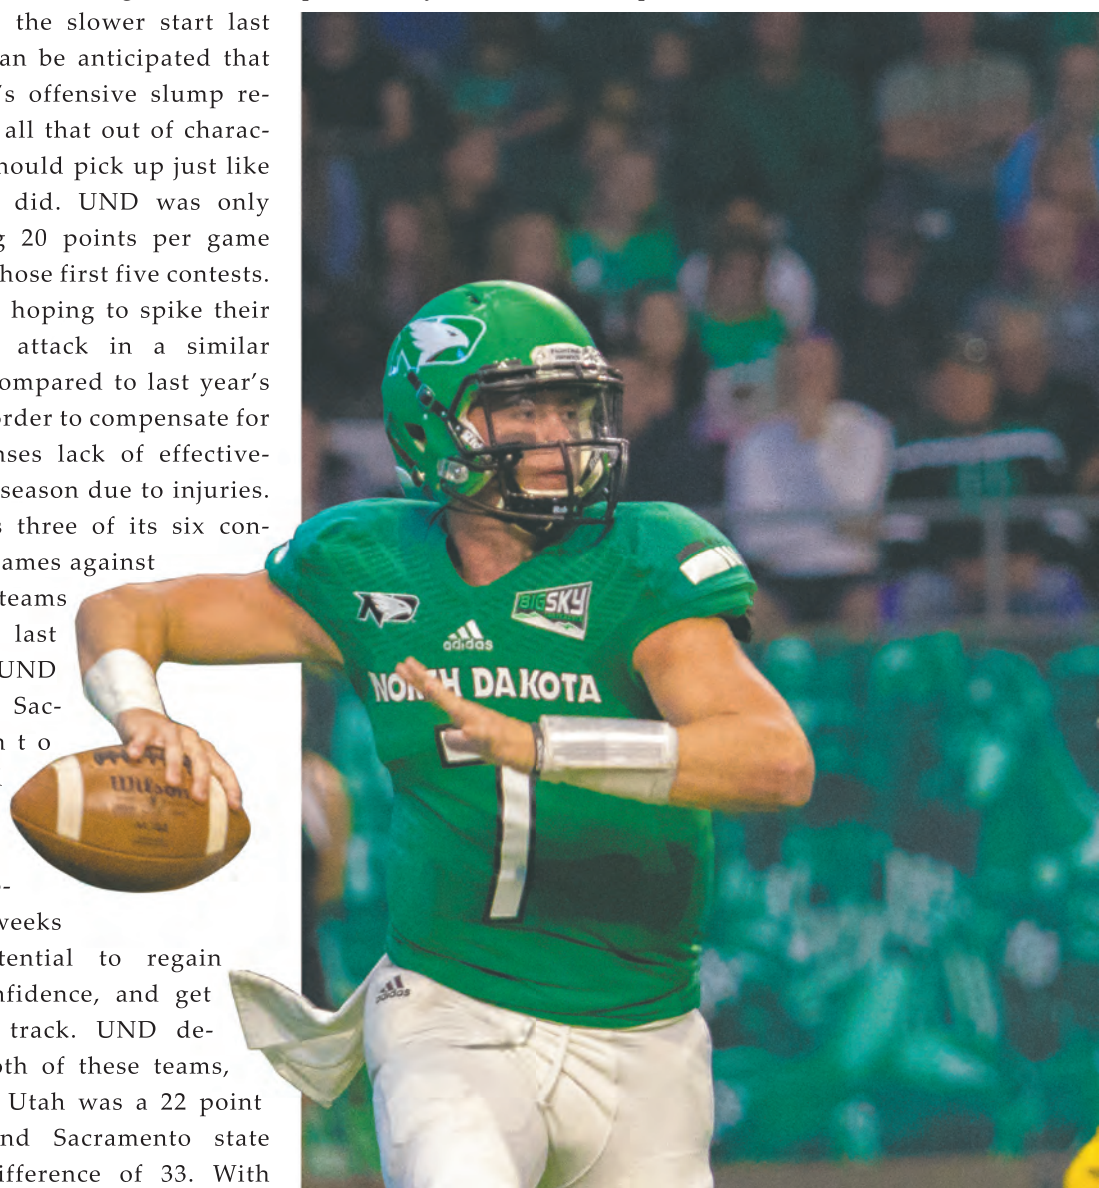 the slower start last
an be anticipated that
's offensive slump re-
all that out of charac-
hould pick up just like
did. UND was only
g 20 points per game
hose first five contests.
hoping to spike their
attack in a similar
ompared to last year's
order to compensate for
nses lack of effective-
season due to injuries.
s three of its six con-
ames against
teams
last
UND
Sac-
n t o
-
weeks
tential to regain
nfidence, and get
track. UND de-
oth of these teams,
Utah was a 22 point
nd Sacramento state
ifference of 33. With
BIG SKY
adidas
NORTH DAKOTA
7
Wilson
adidas